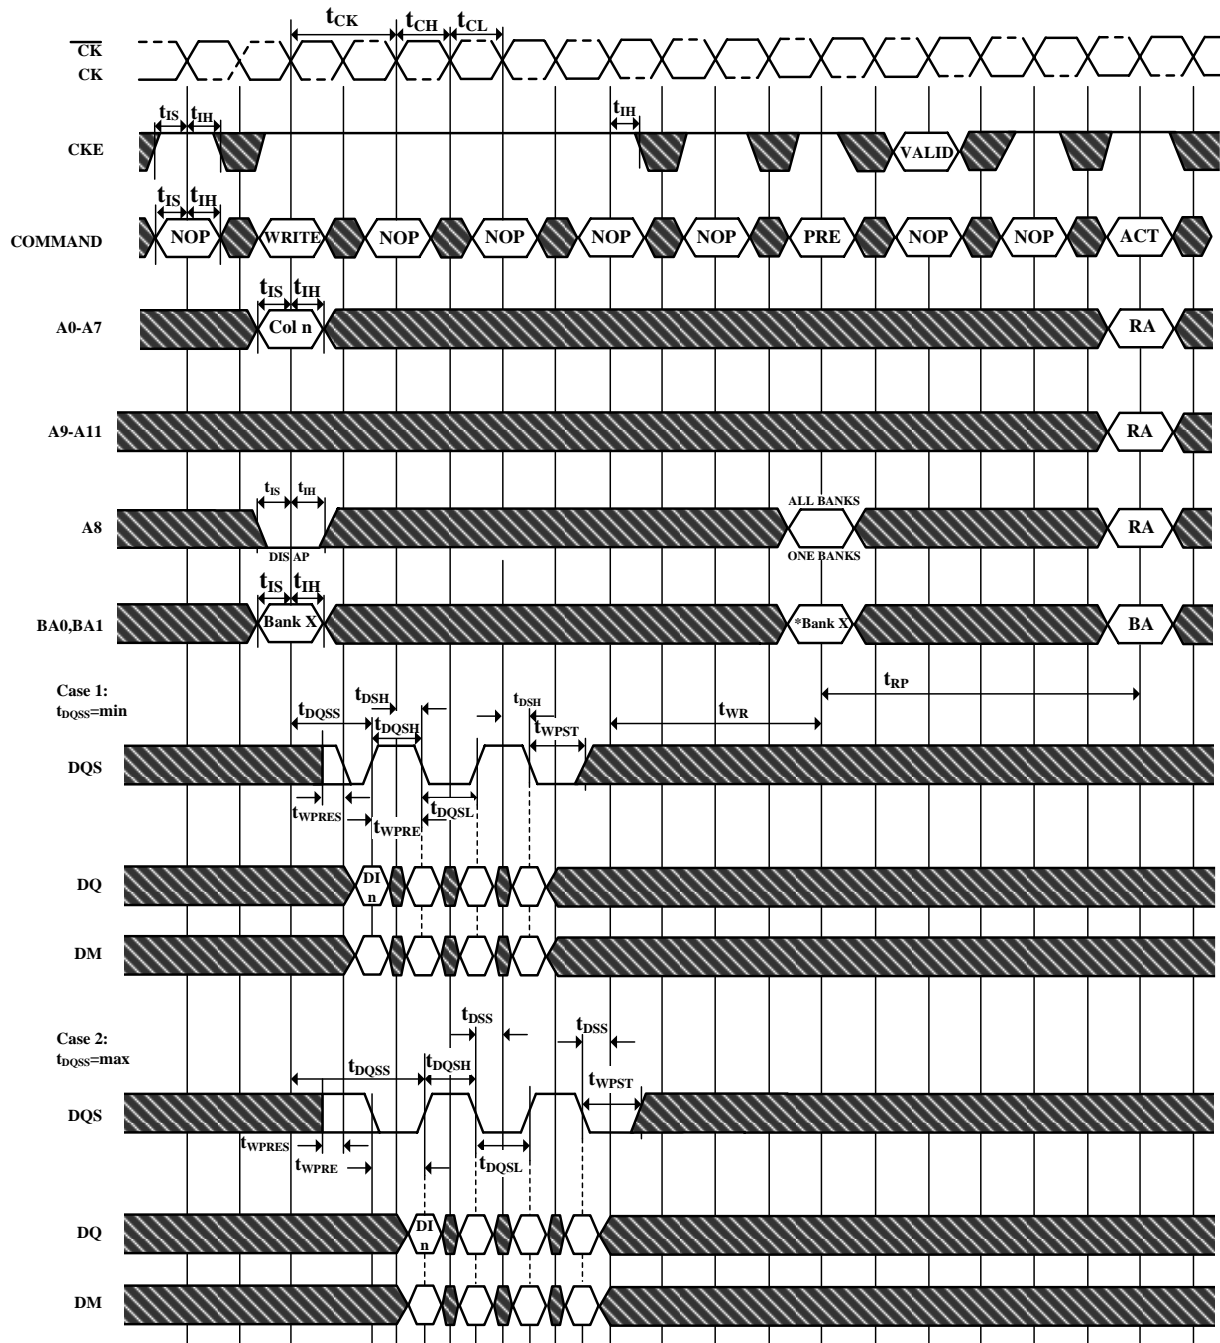 tCK tCH tCL
CK
CK
tIS tIH tIH
CKE VALID
tIS tIH
COMMAND NOP WRITE NOP NOP NOP NOP PRE NOP NOP ACT
tIS tIH
A0-A7 Col n RA
A9-A11 RA
tIS tIH ALL BANKS
A8 RA
DIS AP ONE BANKS
tIS tIH
BA0,BA1 Bank X *Bank X BA
Case 1:
tDQSS=min
tDSH tDSH tRP
tDQSS tDQSH tWPST tWR
DQS
tWPRES tWPRE tDQSL
DQ DI
n
DM
Case 2:
tDQSS=max
tDSS tDSS
tDQSS tDQSH tWPST
DQS
tWPRES tWPRE tDQSL
DQ DI
n
DM